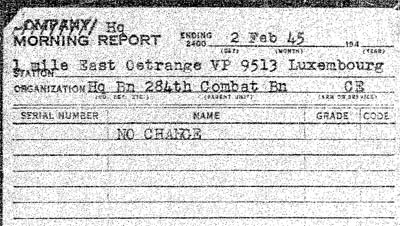 COMPANY/ Hq
MORNING REPORT ENDING 2400 2 Feb 45 194
(DAY) (MONTH) (YEAR)
1 mile East Oetrange VP 9513 Luxembourg
STATION
ORGANIZATION Hq Bn 284th Combat Bn CE
(CO. DET. ETC.) (PARENT UNIT) (ARM OR SERVICE)
SERIAL NUMBER NAME GRADE CODE
NO CHANGE